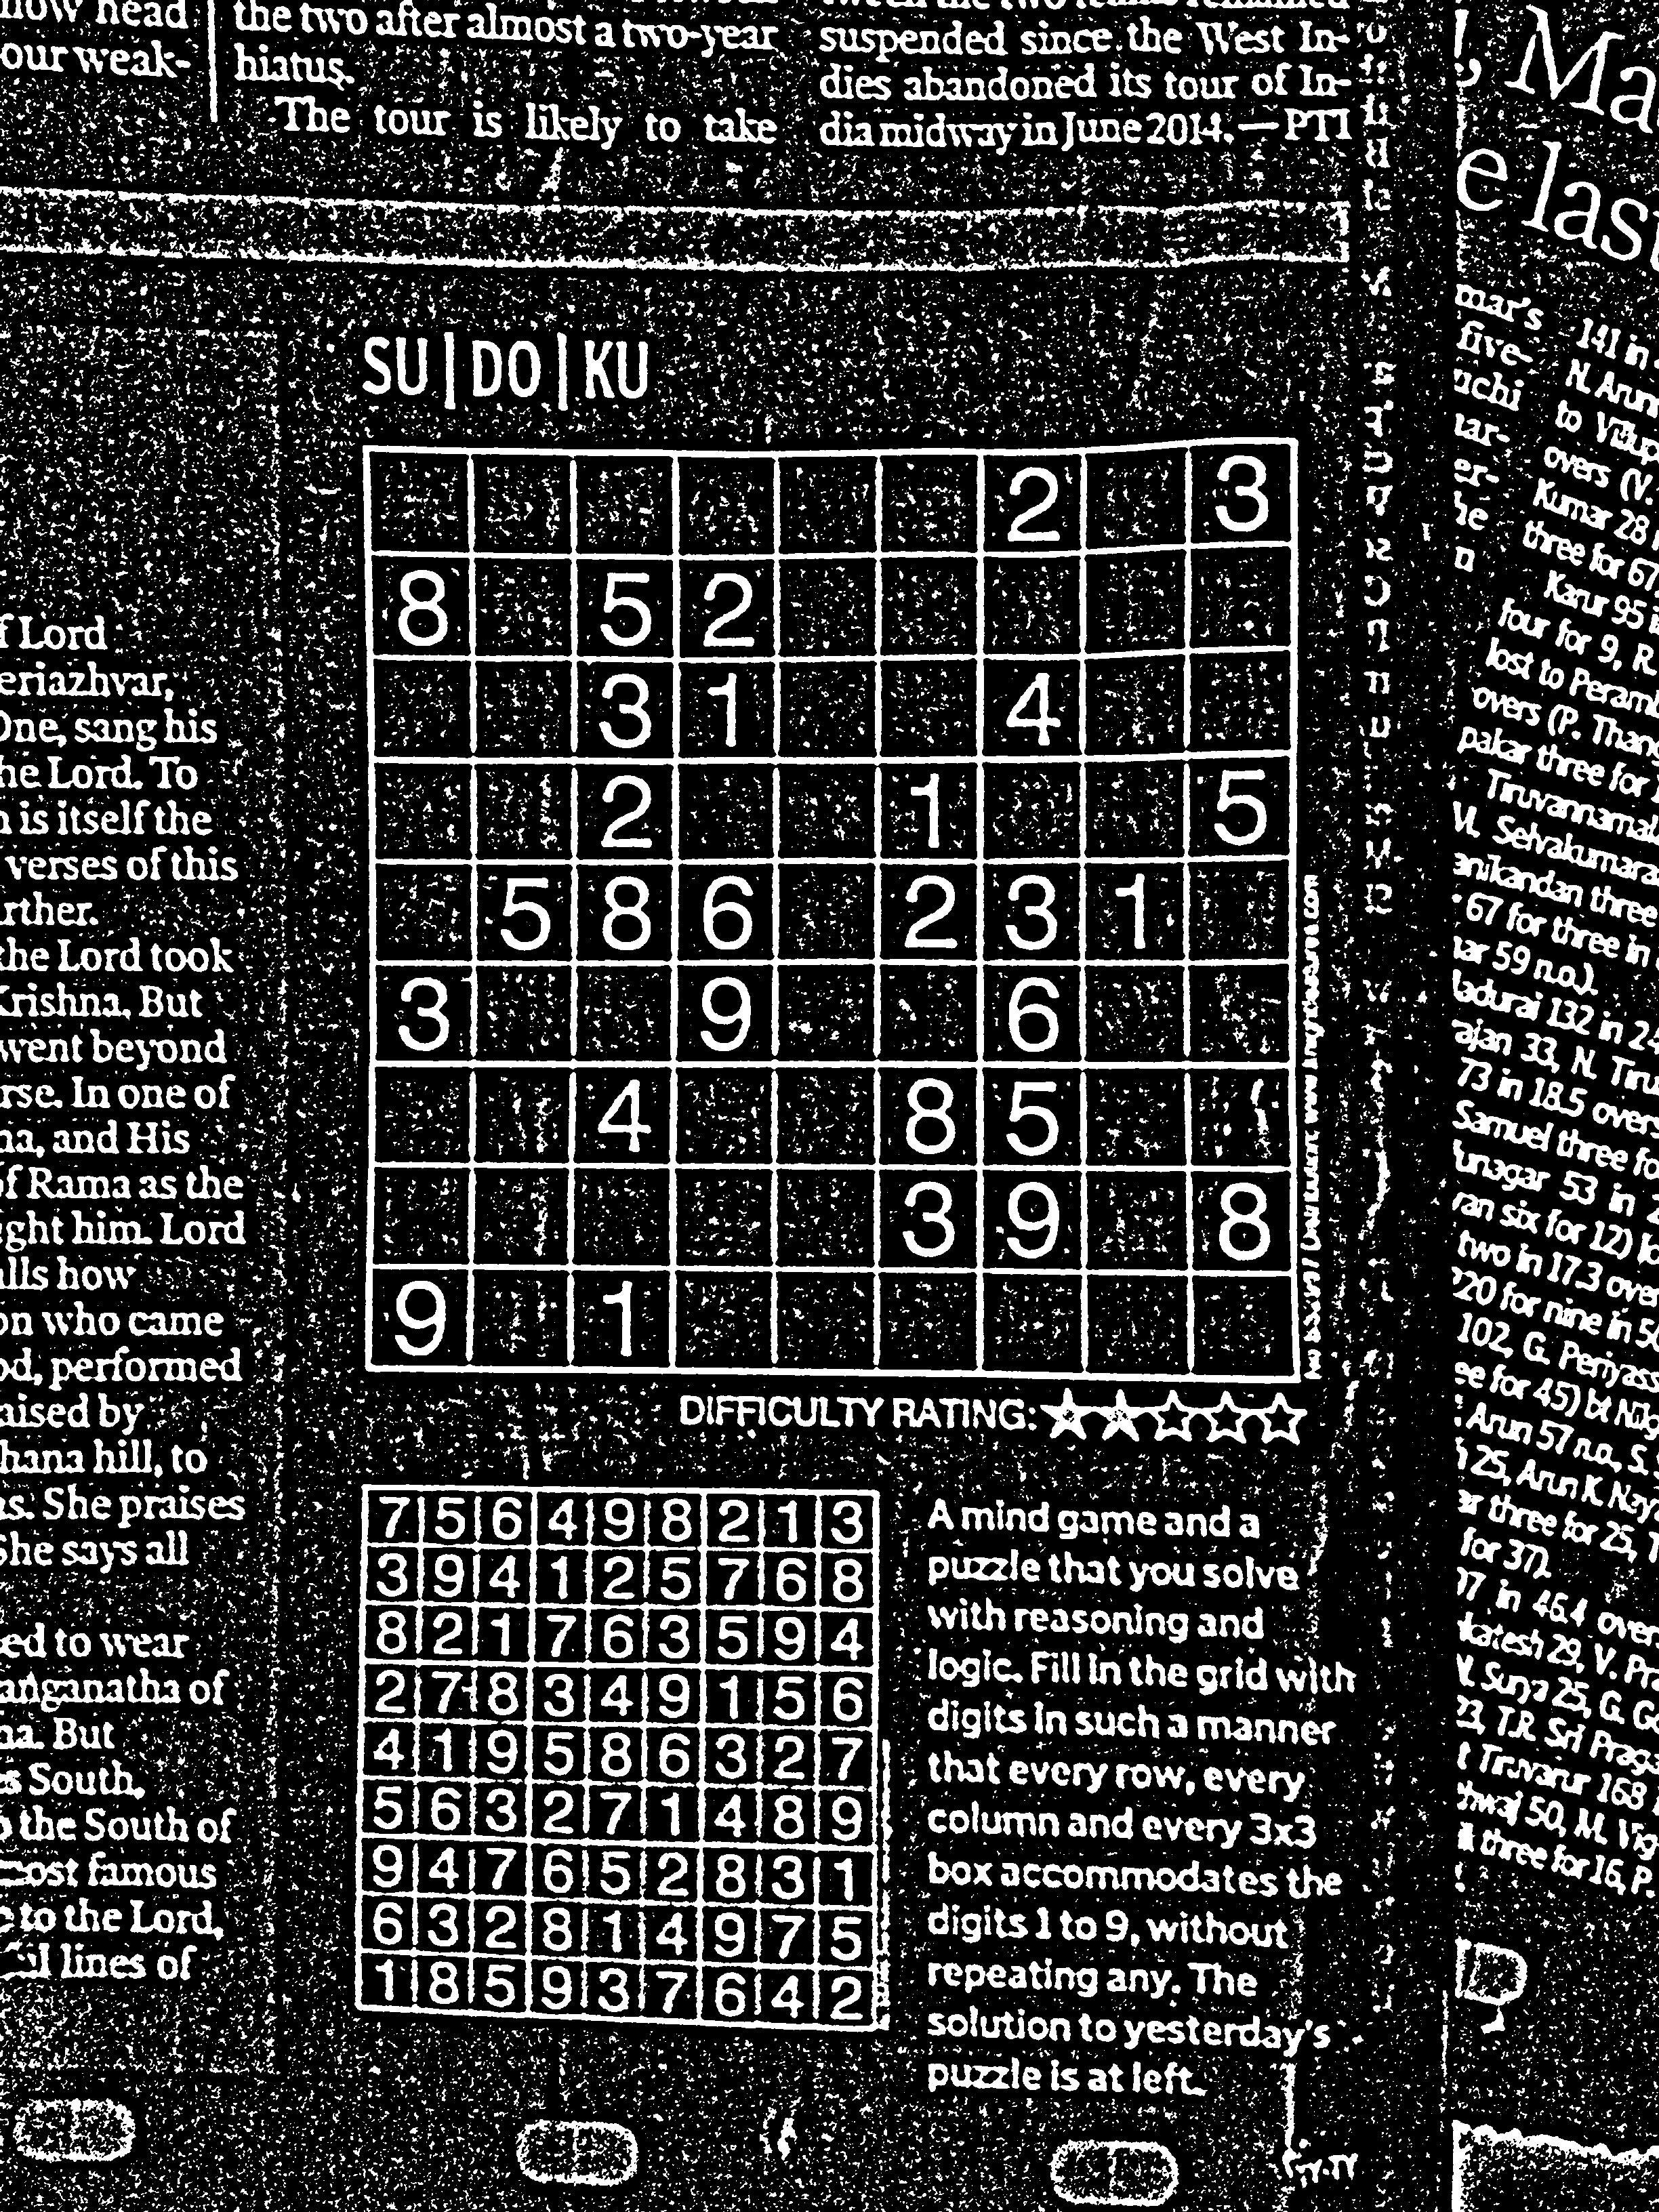 now head
our weak-
the two after almost a two-year
hiatus.
The tour is likely to take
suspended since the West In-
dies abandoned its tour of In-
dia midway in June 2014. — PTI
Ma
e last
SU|DO|KU
2 3
8 5 2
3 1 4
2 1 5
5 8 6 2 3 1
3 9 6
4 8 5
3 9 8
9 1
DIFFICULTY RATING:
7 5 6 4 9 8 2 1 3
3 9 4 1 2 5 7 6 8
8 2 1 7 6 3 5 9 4
2 7 8 3 4 9 1 5 6
4 1 9 5 8 6 3 2 7
5 6 3 2 7 1 4 8 9
9 4 7 6 5 2 8 3 1
6 3 2 8 1 4 9 7 5
1 8 5 9 3 7 6 4 2
A mind game and a
puzzle that you solve
with reasoning and
logic. Fill in the grid with
digits in such a manner
that every row, every
column and every 3x3
box accommodates the
digits 1 to 9, without
repeating any. The
solution to yesterday's
puzzle is at left.
f Lord
eriazhvar,
One, sang his
he Lord. To
is itself the
verses of this
rther.
the Lord took
Krishna. But
went beyond
rse. In one of
na, and His
of Rama as the
ght him. Lord
alls how
on who came
od, performed
aised by
hana hill, to
as. She praises
She says all
ed to wear
anganatha of
na. But
es South,
o the South of
most famous
e to the Lord,
lines of
mar's
five-
uchi
ar-
er-
he
n
141 in
N. Arun
to Villup
overs (V.
Kumar 28
three for 67
Karur 95
four for 9, R.
lost to Peramb
overs (P. Thang
pakar three for
Tiruvannamal
M. Selvakumara
anikandan three
67 for three in
ar 59 n.o.).
Madurai 132 in 24
ajan 33, N. Tiru
73 in 18.5 overs
Samuel three fo
unagar 53 in
van six for 12) lo
two in 17.3 over
220 for nine in 50
102, G. Periyass
ee for 45) bt Nilg
Arun 57 n.o., S.
25, Arun K. Nay
ar three for 25, T
for 37).
97 in 46.4 overs
katesh 29, V. Pra
V. Surya 25, G. Go
23, T.R. Sri Prag
t Tiruvarur 168
hwaj 50, M. Vig
three for 16, P.